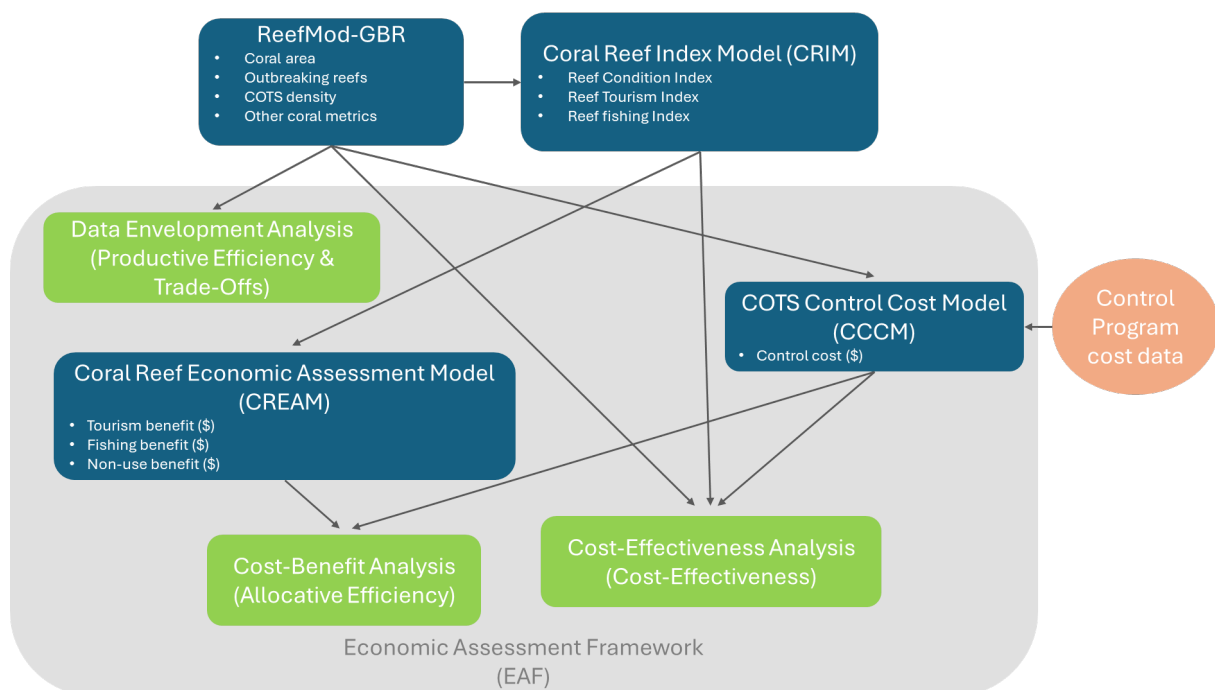 ReefMod-GBR
• Coral area
• Outbreaking reefs
• COTS density
• Other coral metrics
Coral Reef Index Model (CRIM)
• Reef Condition Index
• Reef Tourism Index
• Reef fishing Index
Data Envelopment Analysis
(Productive Efficiency &
Trade-Offs)
COTS Control Cost Model
(CCCM)
• Control cost ($)
Control
Program
cost data
Coral Reef Economic Assessment Model
(CREAM)
• Tourism benefit ($)
• Fishing benefit ($)
• Non-use benefit ($)
Cost-Benefit Analysis
(Allocative Efficiency)
Cost-Effectiveness Analysis
(Cost-Effectiveness)
Economic Assessment Framework
(EAF)